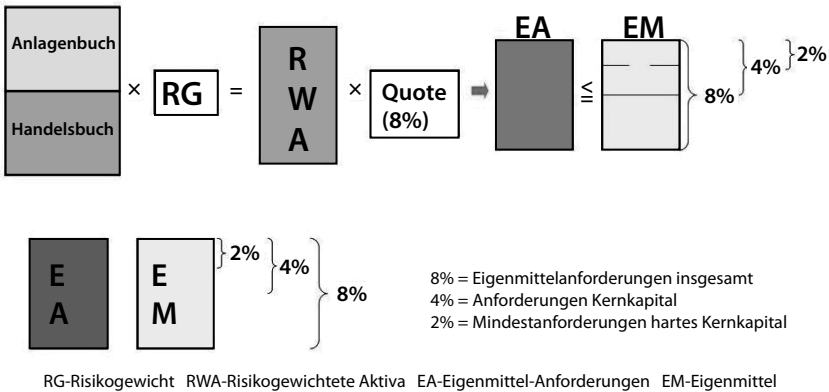 Anlagenbuch
Handelsbuch
× RG =
R
W
A
× Quote
(8%)
EA
≤
EM
8%
4%
2%
E
A
E
M
2%
4%
8%
8% = Eigenmittelanforderungen insgesamt
4% = Anforderungen Kernkapital
2% = Mindestanforderungen hartes Kernkapital
RG-Risikogewicht RWA-Risikogewichtete Aktiva EA-Eigenmittel-Anforderungen EM-Eigenmittel